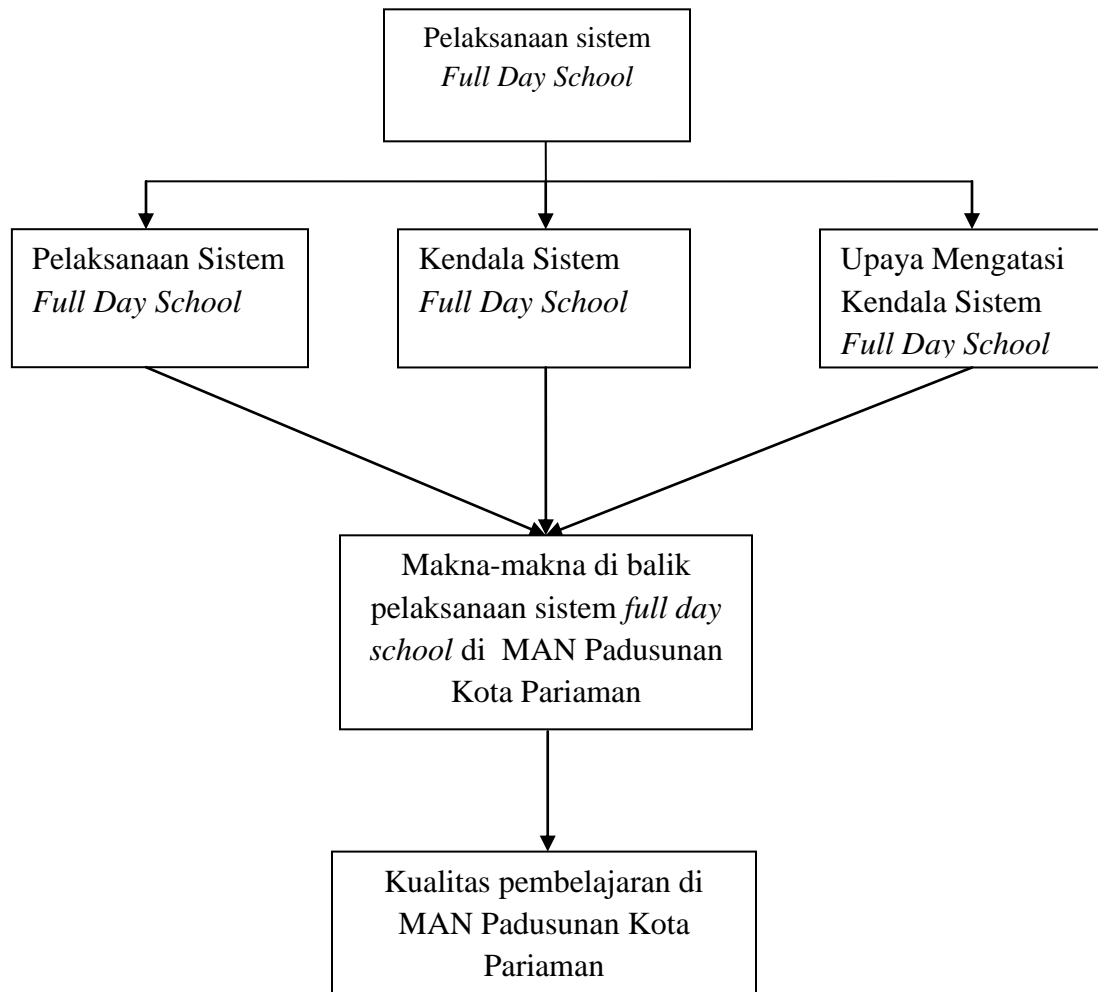 Pelaksanaan sistem
Full Day School
Pelaksanaan Sistem
Full Day School
Kendala Sistem
Full Day School
Upaya Mengatasi
Kendala Sistem
Full Day School
Makna-makna di balik
pelaksanaan sistem full day
school di MAN Padusunan
Kota Pariaman
Kualitas pembelajaran di
MAN Padusunan Kota
Pariaman